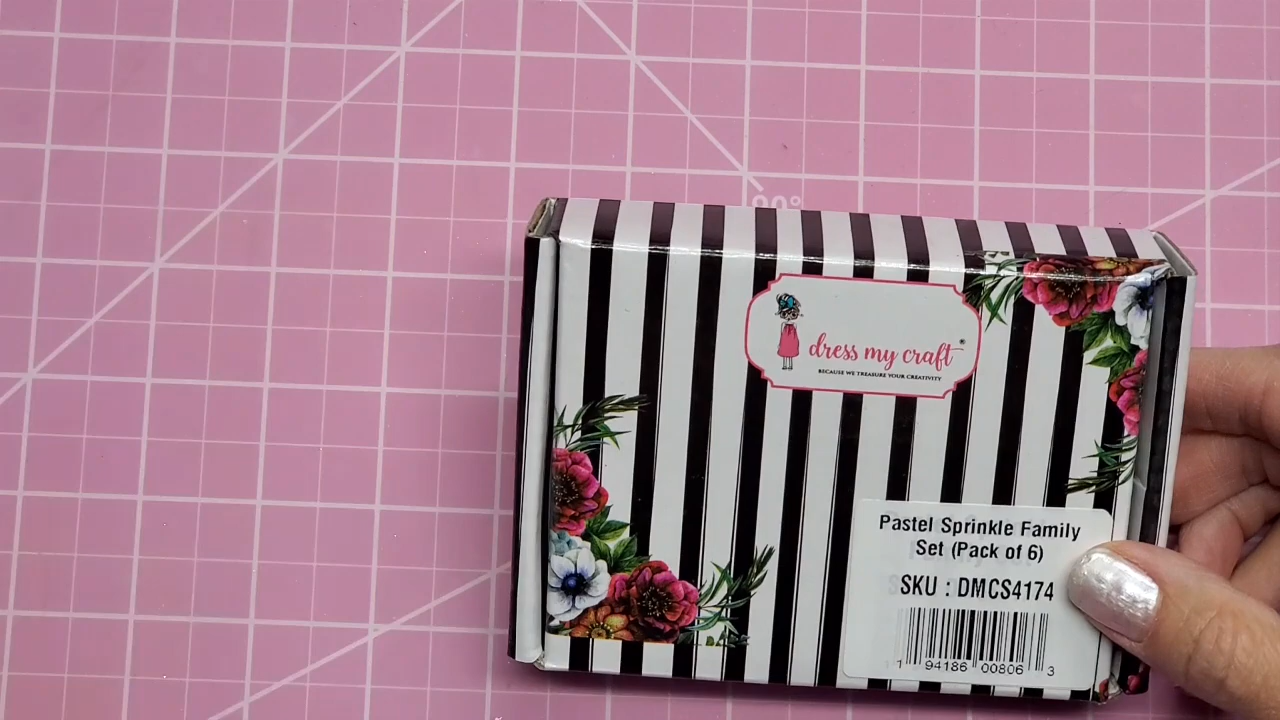 90°
dress my craft®
BECAUSE WE TREASURE YOUR CREATIVITY
Pastel Sprinkle Family
Set (Pack of 6)
SKU : DMCS4174
1 94186 00806 3